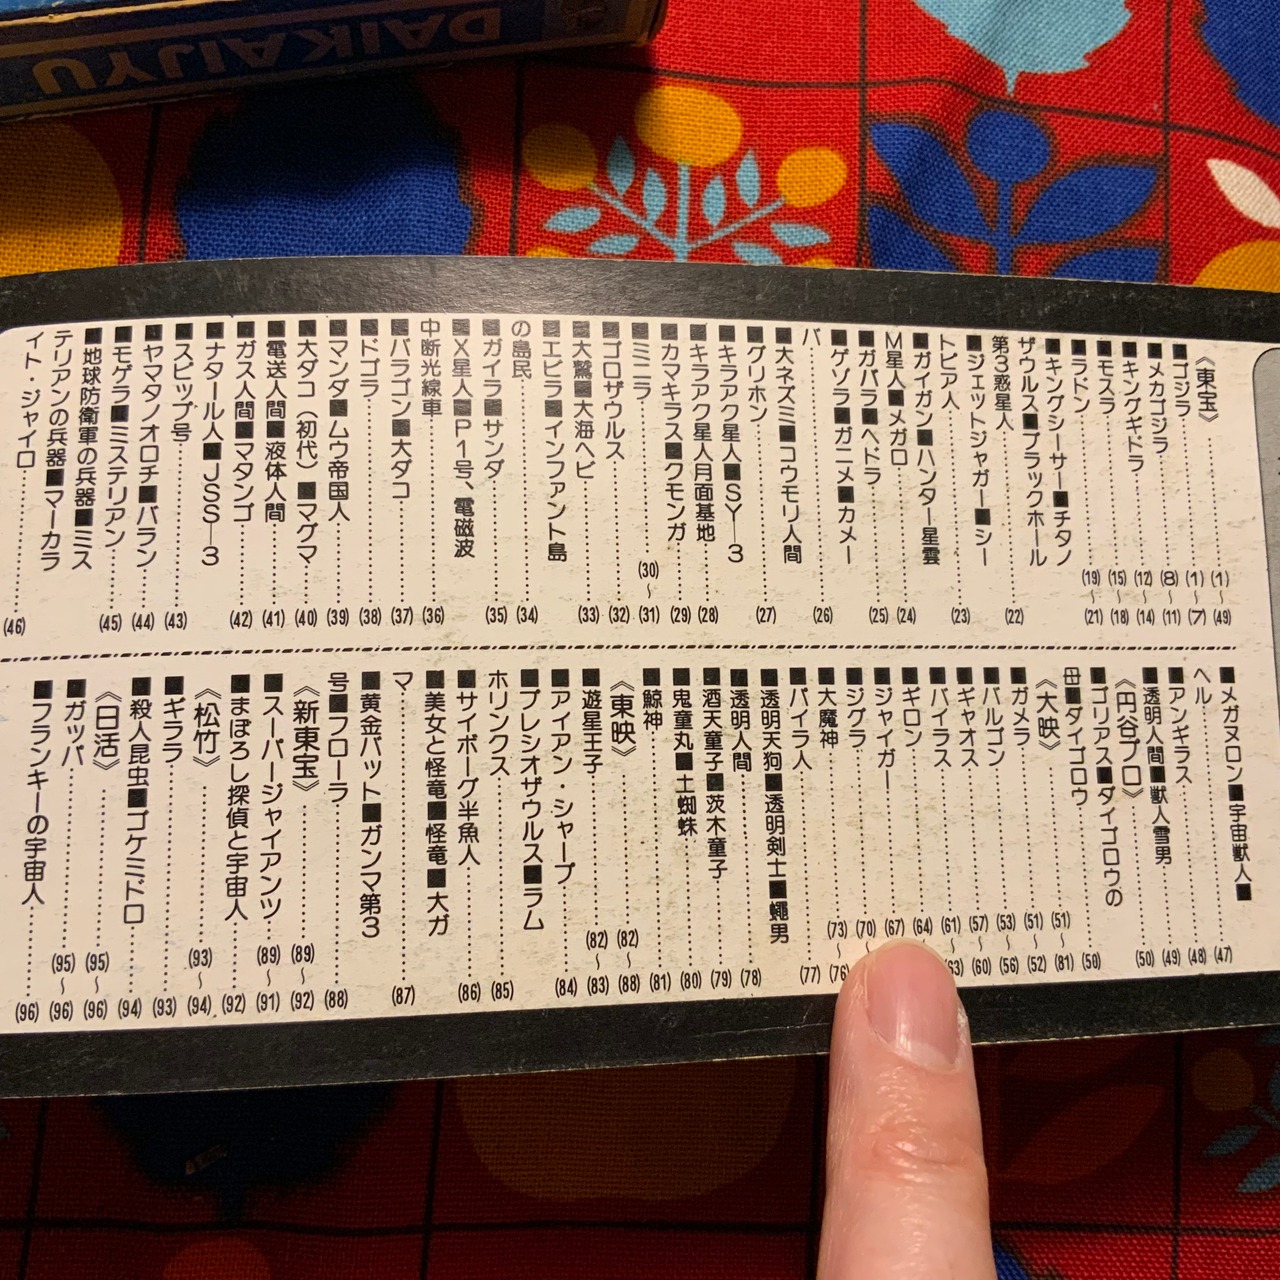 DAIKAIJYU
《東宝》……(1)〜(49)
■ゴジラ……(1)〜(7)
■メカゴジラ……(8)〜(11)
■キングギドラ……(12)〜(14)
■モスラ……(15)〜(18)
■ラドン……(19)〜(21)
■キングシーサー■チタノ
ザウルス■ブラックホール
第3惑星人……(22)
■ジェットジャガー■シー
トピア人……(23)
■ガイガン■ハンター星雲
M星人■メガロ……(24)
■ガバラ■ヘドラ……(25)
■ゲゾラ■ガニメ■カメー
バ……(26)
■大ネズミ■コウモリ人間
■グリホン……(27)
■キラアク星人■SY―3
■キラアク星人月面基地……(28)
■カマキラス■クモンガ……(29)
■ミニラ……(30)〜(31)
■ゴロザウルス……(32)
■大鷲■大海ヘビ……(33)
■エビラ■インファント島
の島民……(34)
■ガイラ■サンダ……(35)
■X星人■P1号、電磁波
中断光線車……(36)
■バラゴン■大ダコ……(37)
■ドゴラ……(38)
■マンダ■ムウ帝国人……(39)
■大ダコ（初代）■マグマ……(40)
■電送人間■液体人間……(41)
■ガス人間■マタンゴ……(42)
■ナタール人■JSS―3
■スピップ号……(43)
■ヤマタノオロチ■バラン……(44)
■モゲラ■ミステリアン……(45)
■地球防衛軍の兵器■ミス
テリアンの兵器■マーカラ
イト・ジャイロ……(46)
■メガヌロン■宇宙獣人■
ヘル……(47)
■アンギラス……(48)
■透明人間■獣人雪男……(49)
《円谷プロ》……(50)
■ゴリアス■ダイゴロウの
母■ダイゴロウ……(50)
《大映》……(51)〜(81)
■ガメラ……(51)〜(52)
■バルゴン……(53)〜(56)
■ギャオス……(57)〜(60)
■バイラス……(61)〜(63)
■ギロン……(64)
■ジャイガー……(67)
■ジグラ……(70)
■大魔神……(73)〜(76)
■パイラ人……(77)
■透明天狗■透明剣士■蠅男
■透明人間……(78)
■酒天童子■茨木童子……(79)
■鬼童丸■土蜘蛛……(80)
■鯨神……(81)
《東映》……(82)〜(88)
■遊星王子……(82)〜(83)
■アイアン・シャープ……(84)
■プレシオザウルス■ラム
ホリンクス……(85)
■サイボーグ半魚人……(86)
■美女と怪竜■怪竜■大ガ
マ……(87)
■黄金バット■ガンマ第3
号■フローラ……(88)
《新東宝》……(89)〜(92)
■スーパージャイアンツ……(89)〜(91)
■まぼろし探偵と宇宙人……(92)
《松竹》……(93)〜(94)
■ギララ……(93)
■殺人昆虫■ゴケミドロ……(94)
《日活》……(95)〜(96)
■ガッパ……(95)〜(96)
■フランキーの宇宙人……(96)